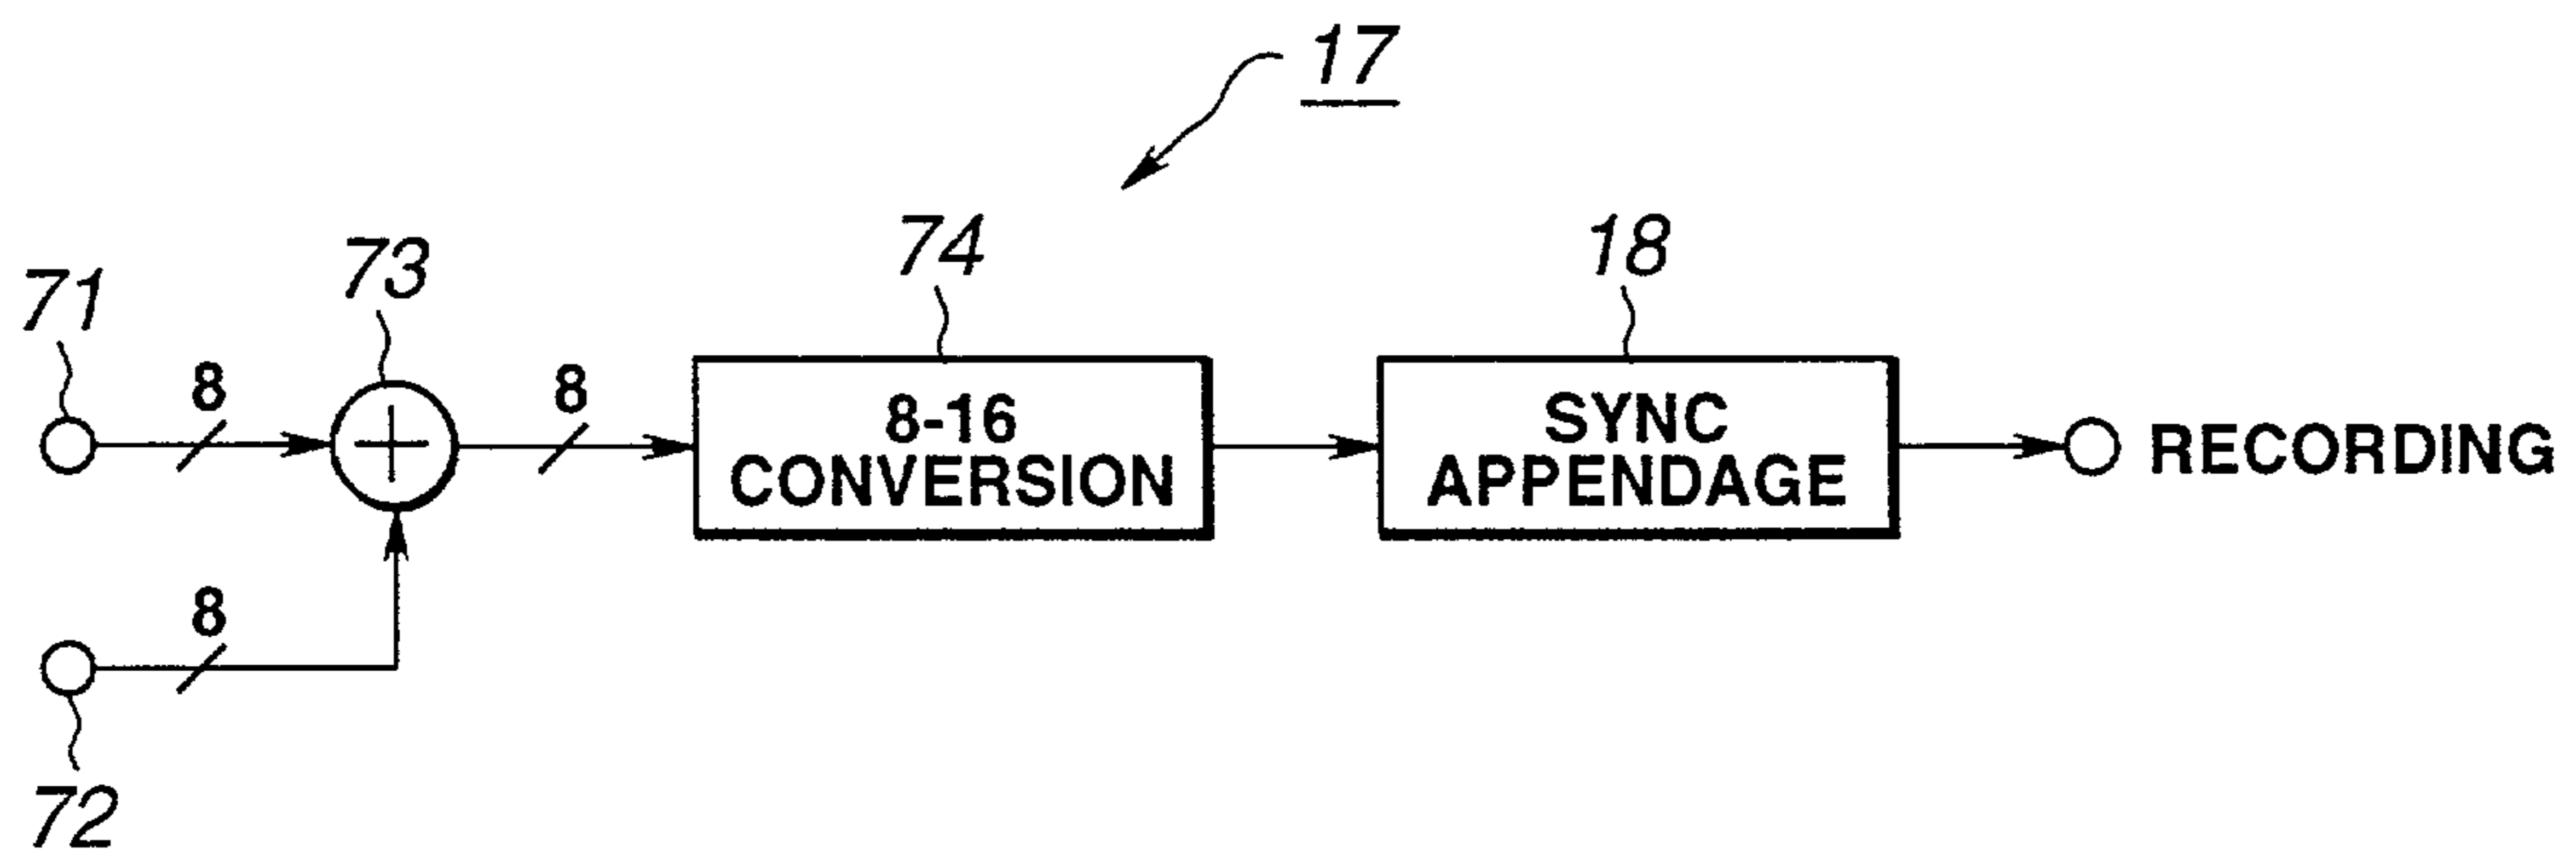 17
74
18
73
71
8
8
8-16
CONVERSION
SYNC
APPENDAGE
RECORDING
8
72